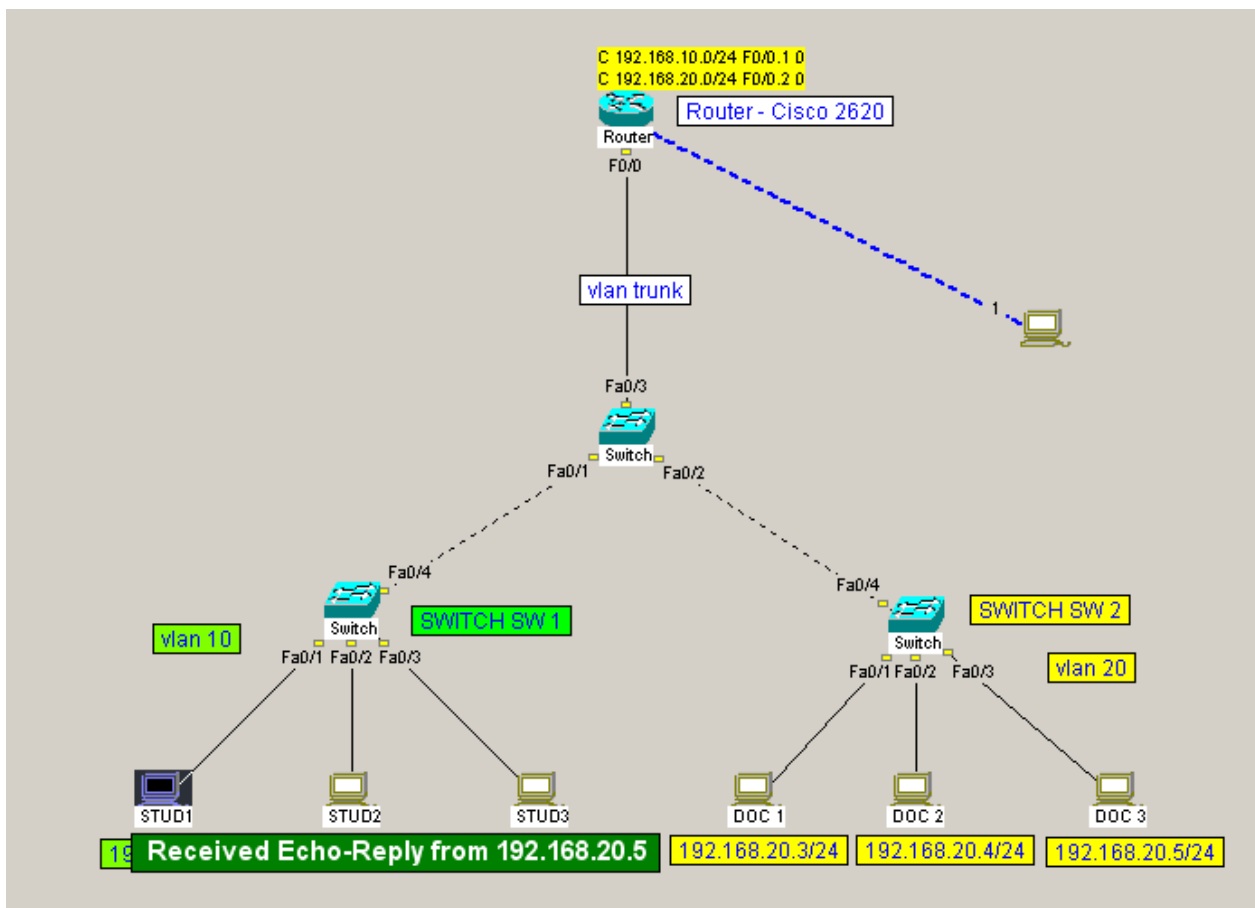 C 192.168.10.0/24 F0/0.1 0
C 192.168.20.0/24 F0/0.2 0
Router - Cisco 2620
Router
F0/0
vlan trunk
1
Fa0/3
Switch
Fa0/1
Fa0/2
Fa0/4
Fa0/4
Switch
SWITCH SW 1
vlan 10
Fa0/1 Fa0/2 Fa0/3
SWITCH SW 2
Switch
vlan 20
Fa0/1 Fa0/2 Fa0/3
STUD1
STUD2
STUD3
DOC 1
DOC 2
DOC 3
19
Received Echo-Reply from 192.168.20.5
192.168.20.3/24
192.168.20.4/24
192.168.20.5/24